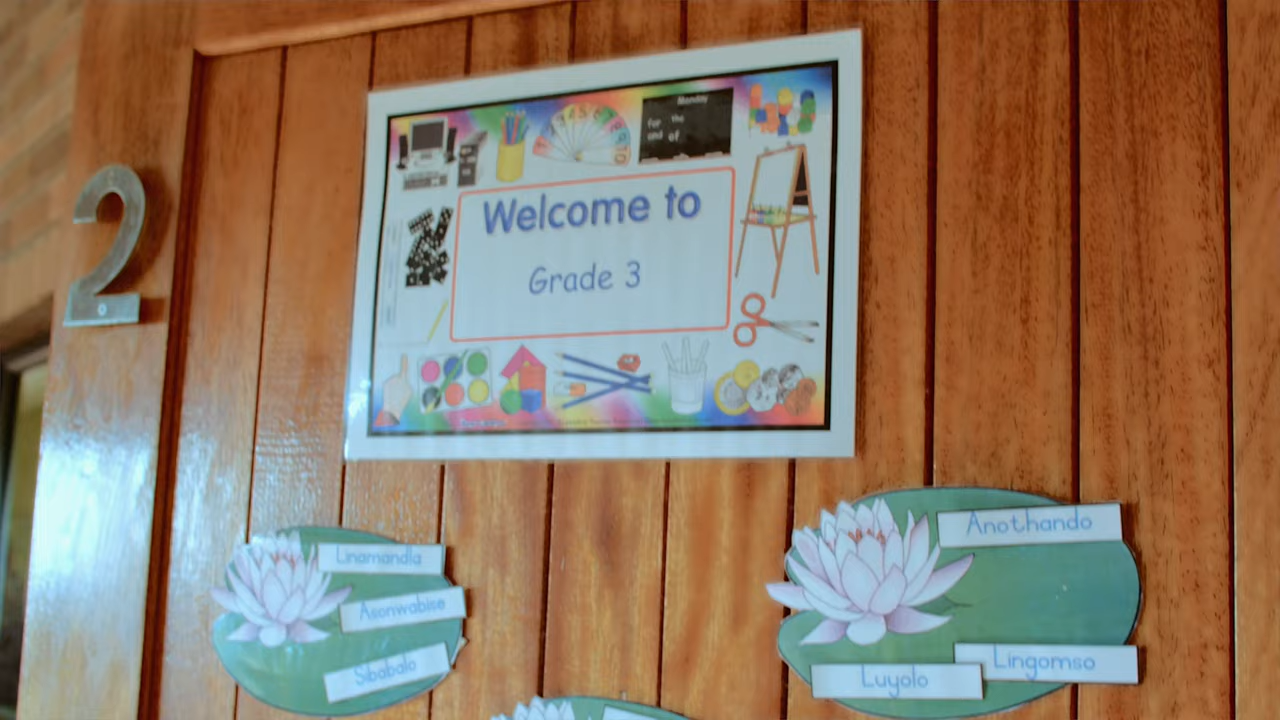 2
Monday
for the
and of
Welcome to
Grade 3
Linamandla
Asonwabise
Sibabalo
Anothando
Lingomso
Luyolo